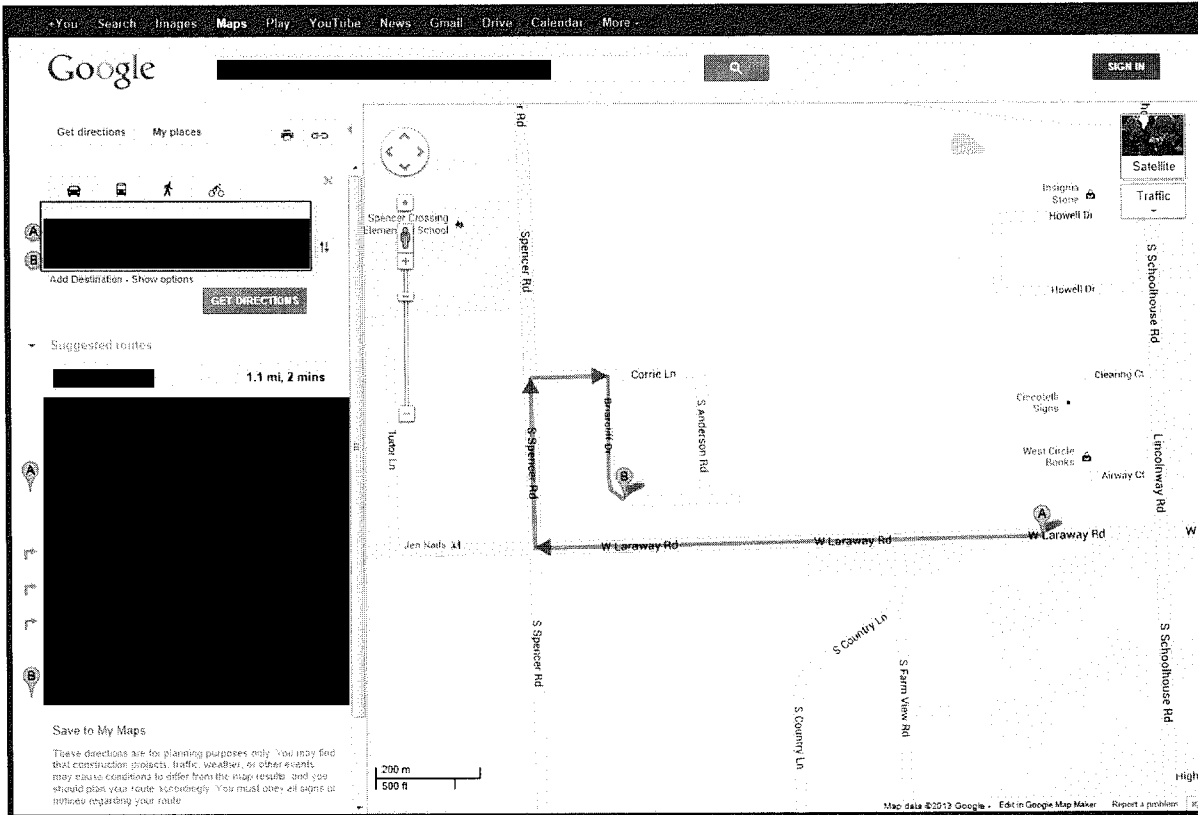 +You Search Images Maps Play YouTube News Gmail Drive Calendar More
Google
SIGN IN
Get directions My places
Add Destination - Show options
GET DIRECTIONS
Suggested routes
1.1 mi, 2 mins
A
B
A
B
Save to My Maps
These directions are for planning purposes only. You may find
that construction projects, traffic, weather, or other events
may cause conditions to differ from the map results, and you
should plan your route accordingly. You must obey all signs or
notices regarding your route.
r Rd
Satellite
Traffic
Insignia
Stone
Howell Dr
Spencer Crossing
Elementary School
Spencer Rd
S Schoolhouse Rd
Howell Dr
Corrie Ln
Clearing Ct
Briarcliff Dr
S Anderson Rd
Signs
S Spencer Rd
Tudor Ln
West Circle
Books
Lincolnway Rd
Airway Ct
B
A
Jen Nails
W Laraway Rd
W Laraway Rd
W Laraway Rd
W
S Spencer Rd
S Country Ln
S Farm View Rd
S Schoolhouse Rd
S Country Ln
200 m
500 ft
High
Map data ©2013 Google - Edit in Google Map Maker Report a problem